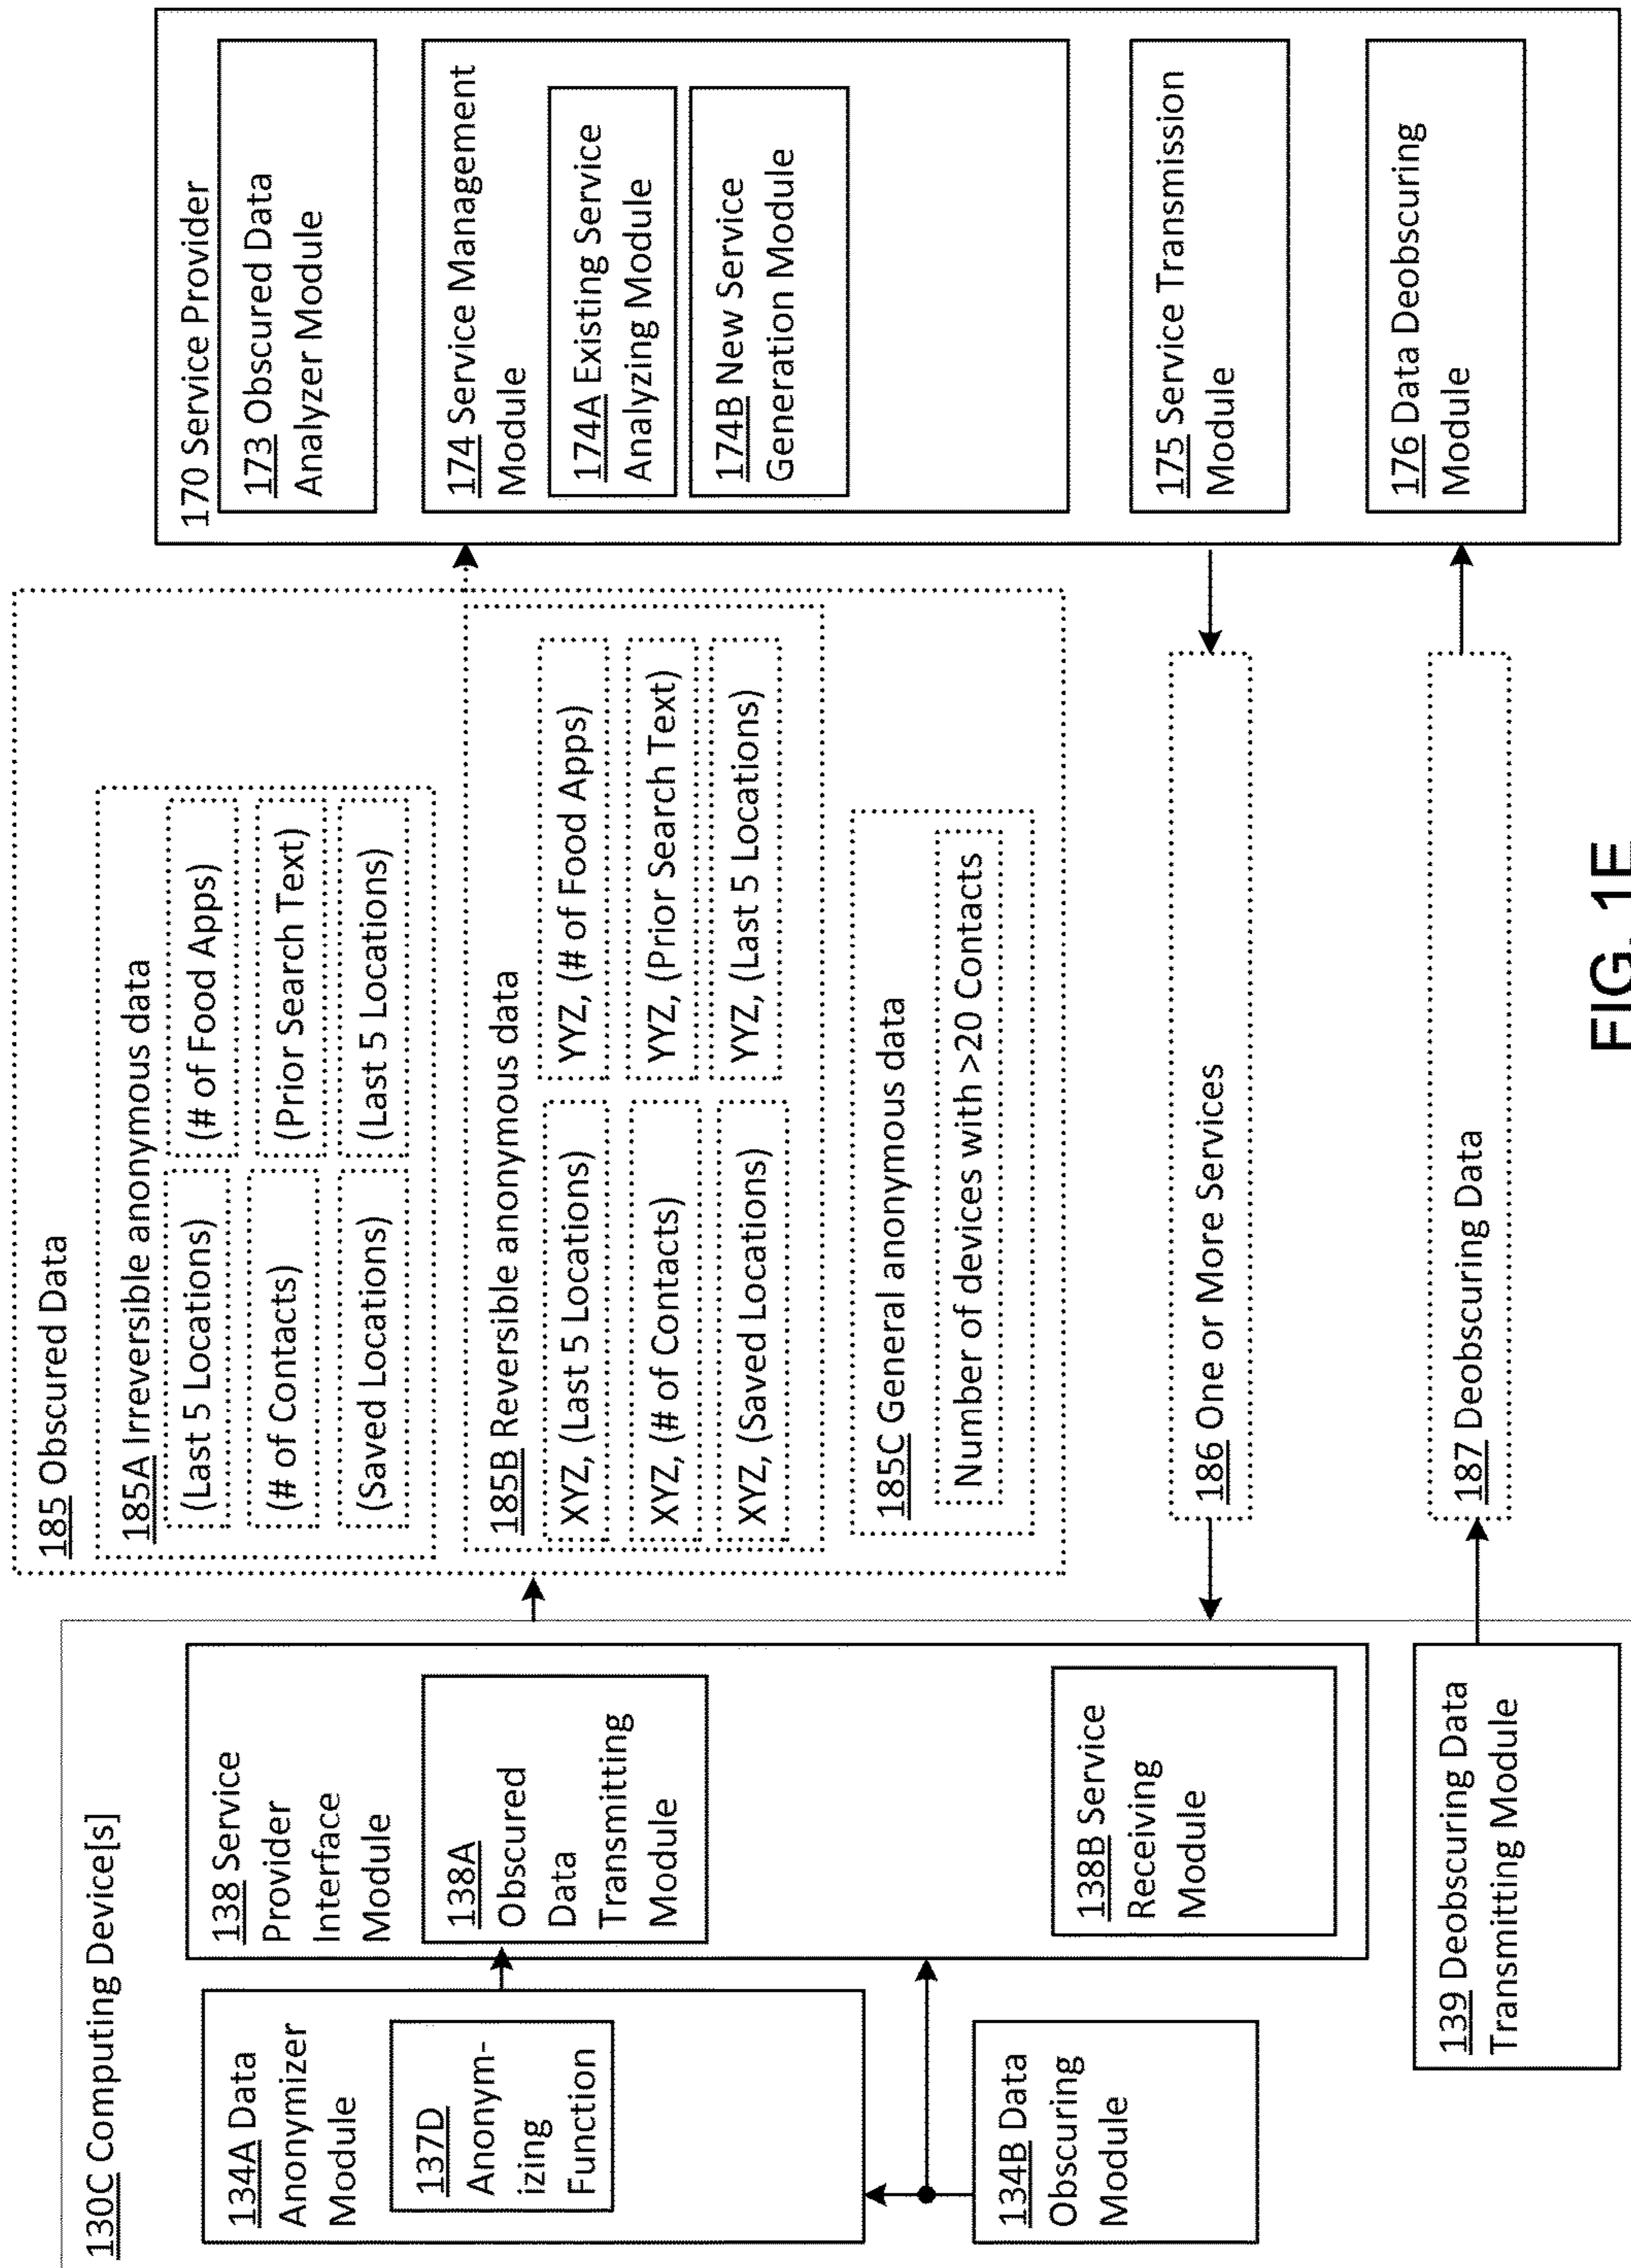 130C Computing Device[s]
134A Data
Anonymizer
Module
137D
Anonym-
izing
Function
134B Data
Obscuring
Module
138 Service
Provider
Interface
Module
138A
Obscured
Data
Transmitting
Module
138B Service
Receiving
Module
139 Deobscuring Data
Transmitting Module
185 Obscured Data
185A Irreversible anonymous data
(Last 5 Locations)
(# of Food Apps)
(# of Contacts)
(Prior Search Text)
(Saved Locations)
(Last 5 Locations)
185B Reversible anonymous data
XYZ, (Last 5 Locations)
YYZ, (# of Food Apps)
XYZ, (# of Contacts)
YYZ, (Prior Search Text)
XYZ, (Saved Locations)
YYZ, (Last 5 Locations)
185C General anonymous data
Number of devices with >20 Contacts
186 One or More Services
187 Deobscuring Data
170 Service Provider
173 Obscured Data
Analyzer Module
174 Service Management
Module
174A Existing Service
Analyzing Module
174B New Service
Generation Module
175 Service Transmission
Module
176 Data Deobscuring
Module
FIG. 1E